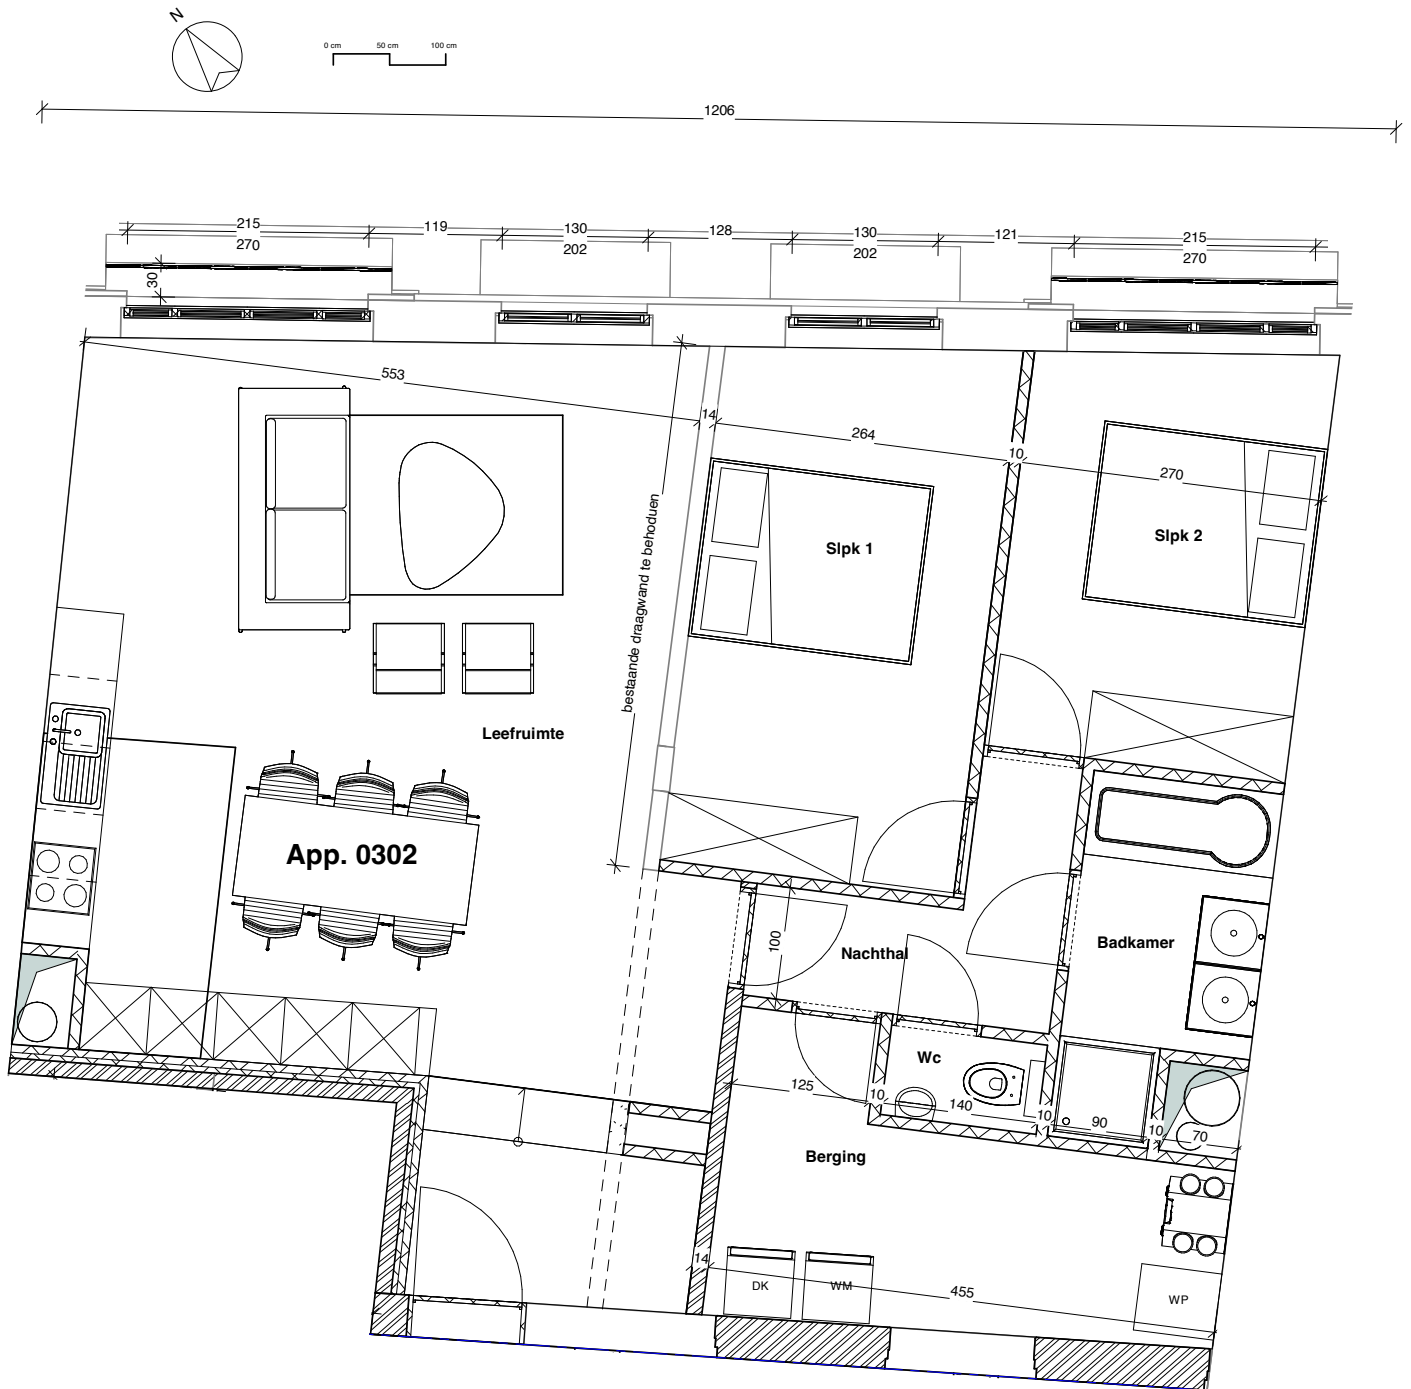 N
0 cm 50 cm 100 cm
1206
215 119 130 128 130 121 215
270 202 202 270
30
553
14
264
10
270
bestaande draagwand te behoduen
Slpk 1
Slpk 2
Leefruimte
App. 0302
100
Nachthal
Badkamer
Wc
125
10
140
10
90
10
70
Berging
14
DK
WM
455
WP